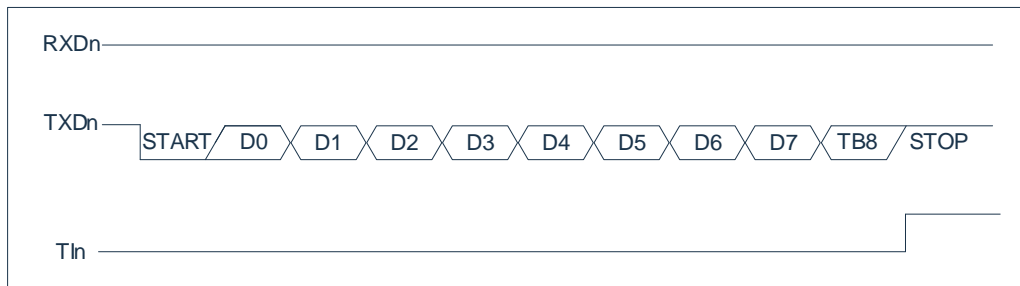 RXDn
TXDn
START D0 D1 D2 D3 D4 D5 D6 D7 TB8 STOP
TIn